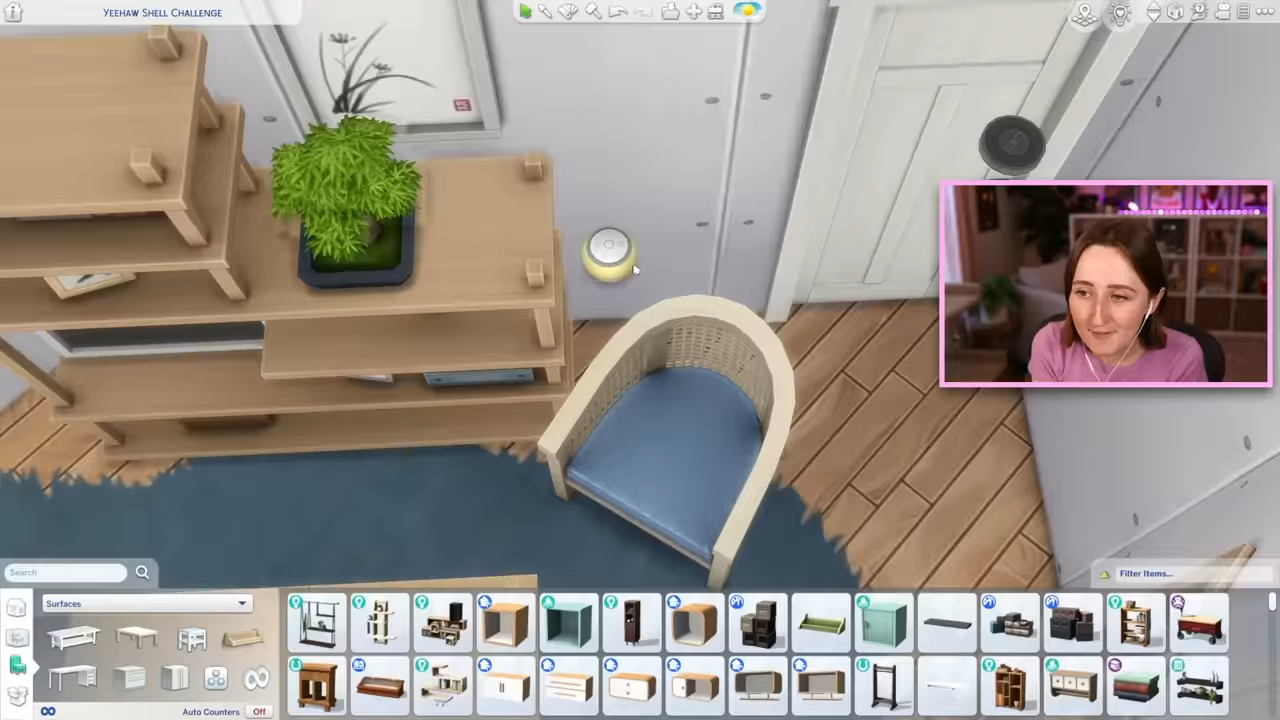 YEEHAW SHELL CHALLENGE
Search
Filter Items...
Surfaces
Auto Counters
Off